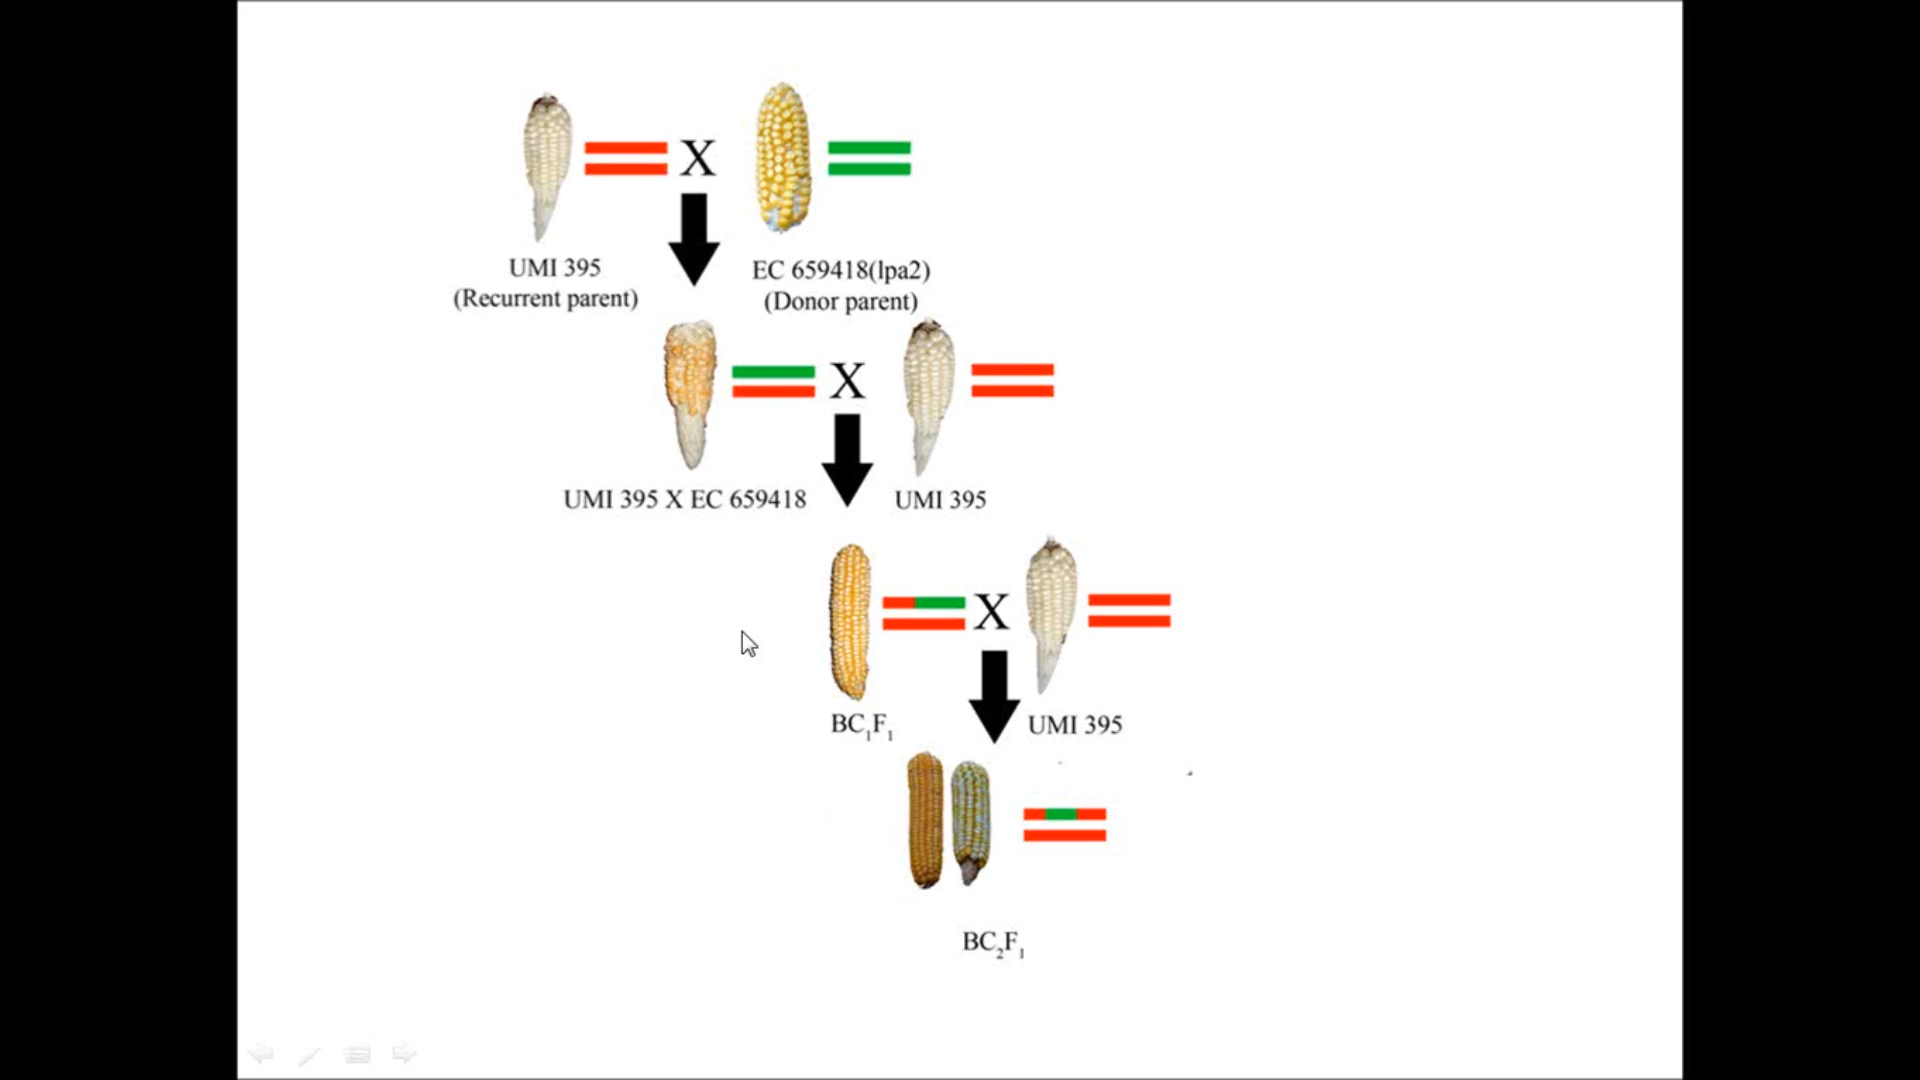 X
UMI 395
(Recurrent parent)
EC 659418(lpa2)
(Donor parent)
X
UMI 395 X EC 659418
UMI 395
X
BC₁F₁
UMI 395
BC₂F₁